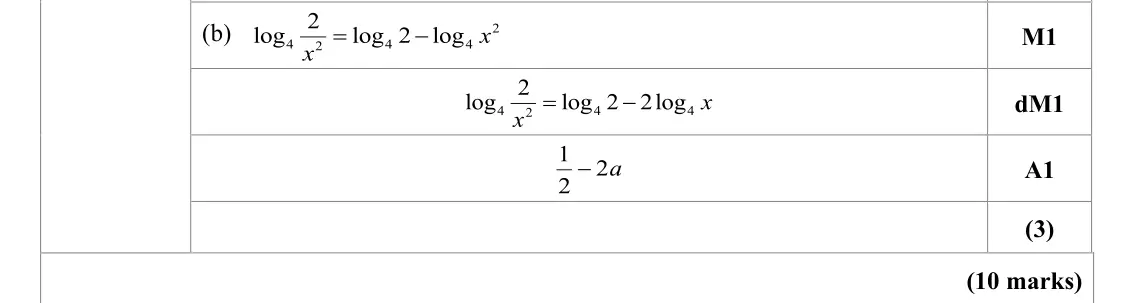 (b) log₄ 2/x² = log₄ 2 − log₄ x² M1
log₄ 2/x² = log₄ 2 − 2 log₄ x dM1
1/2 − 2a A1
(3)
(10 marks)